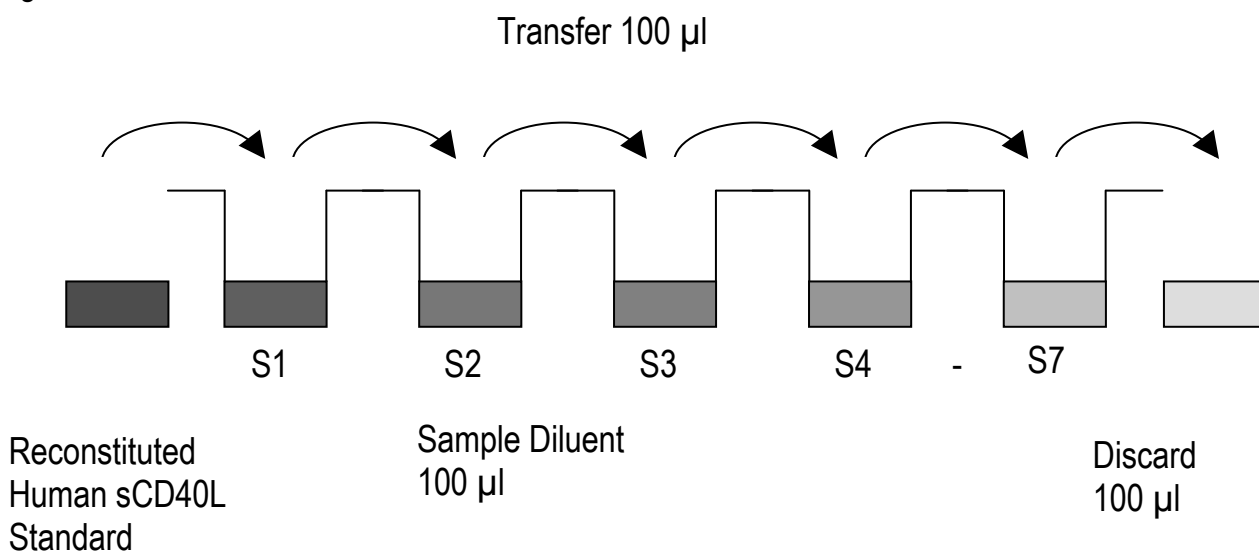 Transfer 100 µl
S1 S2 S3 S4 - S7
Reconstituted
Human sCD40L
Standard
Sample Diluent
100 µl
Discard
100 µl